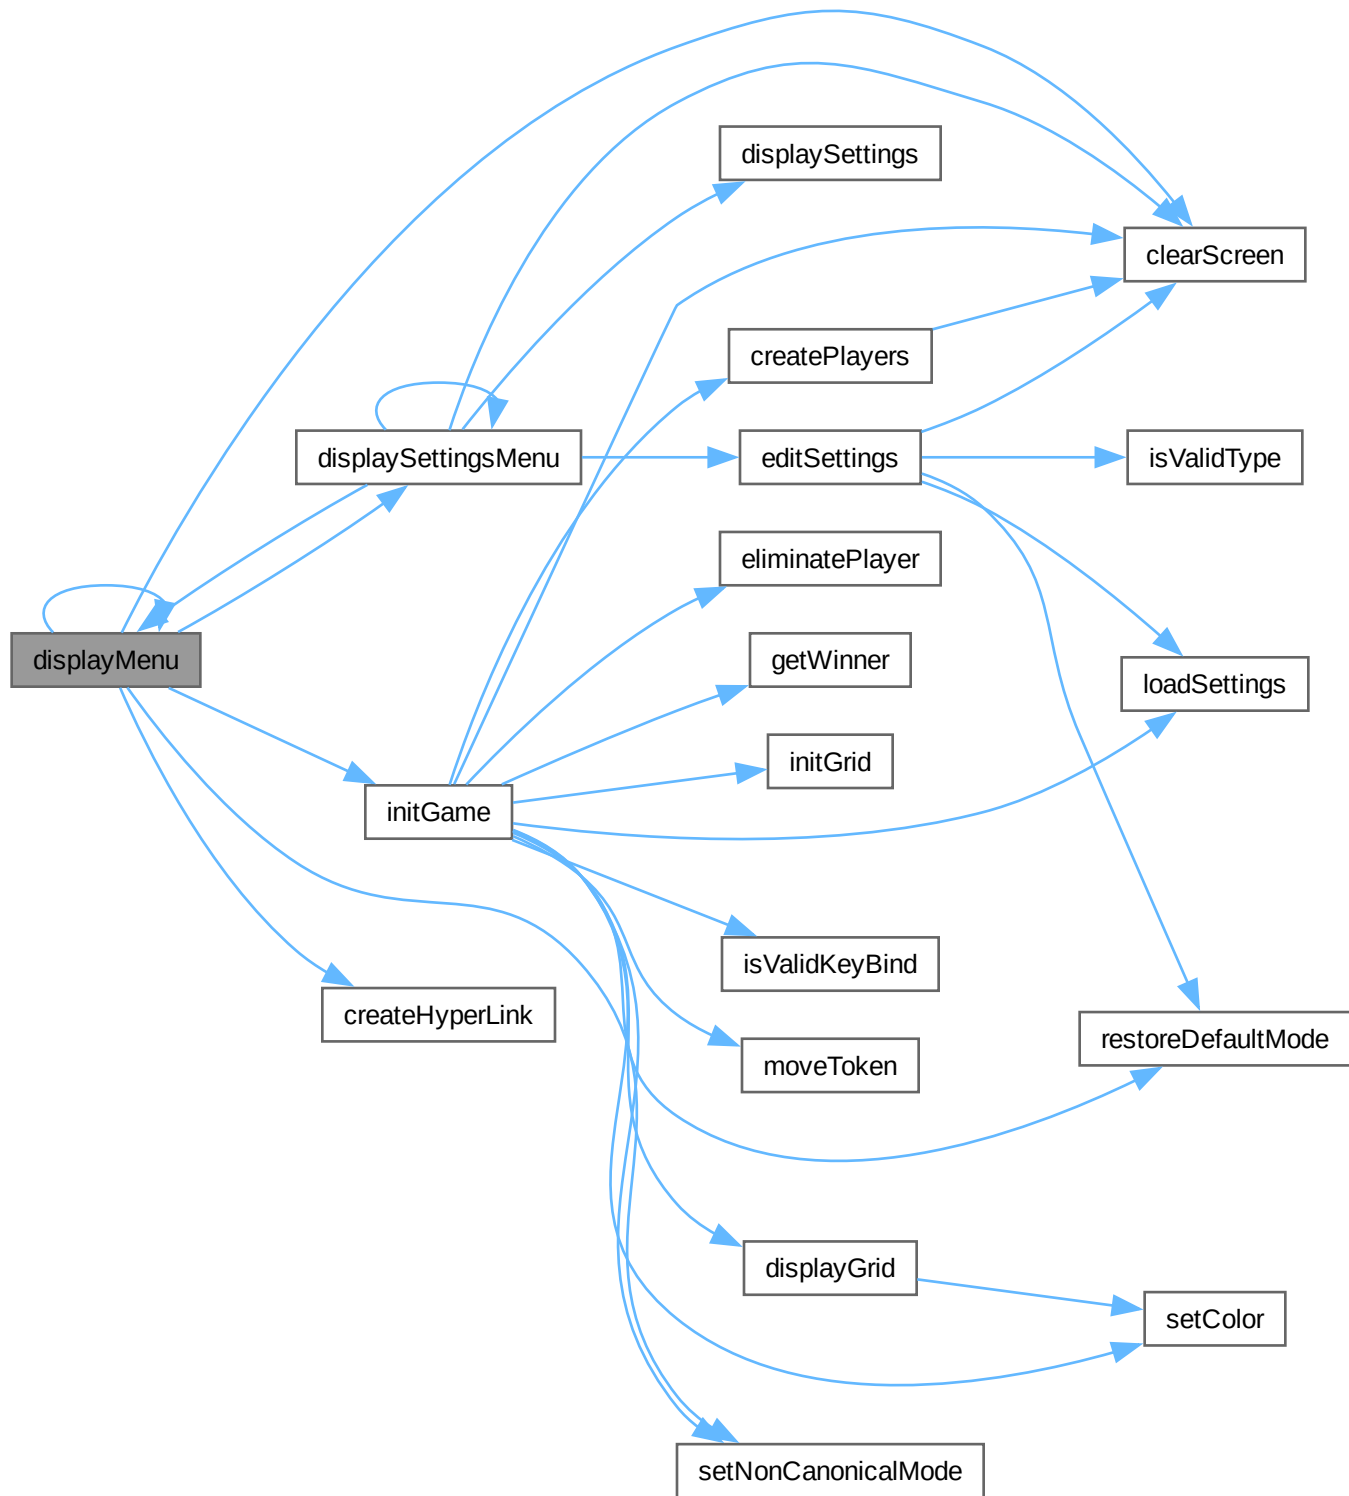 displaySettings
clearScreen
createPlayers
displaySettingsMenu
editSettings
isValidType
eliminatePlayer
displayMenu
getWinner
loadSettings
initGrid
initGame
isValidKeyBind
createHyperLink
restoreDefaultMode
moveToken
displayGrid
setColor
setNonCanonicalMode